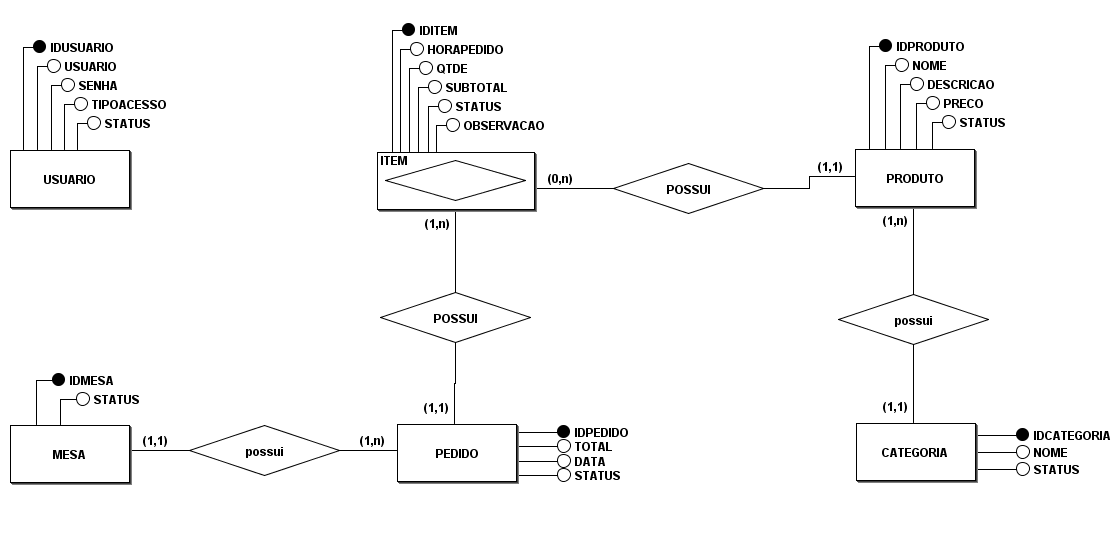 IDUSUARIO
USUARIO
SENHA
TIPOACESSO
STATUS
USUARIO
IDITEM
HORAPEDIDO
QTDE
SUBTOTAL
STATUS
OBSERVACAO
ITEM
(0,n)
POSSUI
(1,1)
IDPRODUTO
NOME
DESCRICAO
PRECO
STATUS
PRODUTO
(1,n)
POSSUI
(1,1)
(1,n)
possui
(1,1)
IDMESA
STATUS
MESA
(1,1)
possui
(1,n)
PEDIDO
IDPEDIDO
TOTAL
DATA
STATUS
CATEGORIA
IDCATEGORIA
NOME
STATUS